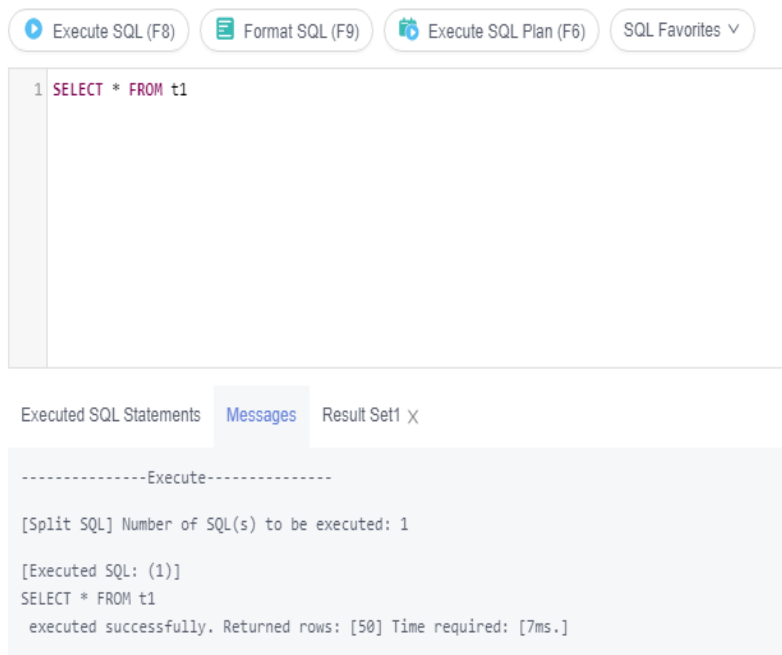 Execute SQL (F8) Format SQL (F9) Execute SQL Plan (F6) SQL Favorites
1 SELECT * FROM t1
Executed SQL Statements Messages Result Set1 X
---------------Execute---------------
[Split SQL] Number of SQL(s) to be executed: 1
[Executed SQL: (1)]
SELECT * FROM t1
executed successfully. Returned rows: [50] Time required: [7ms.]